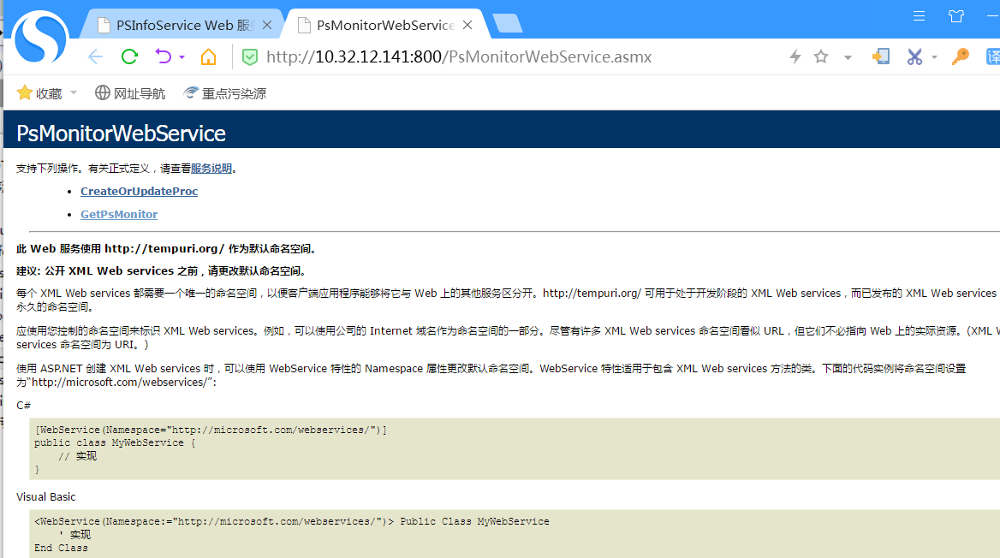 PSInfoService Web 服务
PsMonitorWebService
http://10.32.12.141:800/PsMonitorWebService.asmx
译
收藏
网址导航
重点污染源
PsMonitorWebService
支持下列操作。有关正式定义，请查看服务说明。
CreateOrUpdateProc
GetPsMonitor
此 Web 服务使用 http://tempuri.org/ 作为默认命名空间。
建议: 公开 XML Web services 之前，请更改默认命名空间。
每个 XML Web services 都需要一个唯一的命名空间，以便客户端应用程序能够将它与 Web 上的其他服务区分开。http://tempuri.org/ 可用于处于开发阶段的 XML Web services，而已发布的 XML Web services
永久的命名空间。
应使用您控制的命名空间来标识 XML Web services。例如，可以使用公司的 Internet 域名作为命名空间的一部分。尽管有许多 XML Web services 命名空间看似 URL，但它们不必指向 Web 上的实际资源。(XML W
services 命名空间为 URI。)
使用 ASP.NET 创建 XML Web services 时，可以使用 WebService 特性的 Namespace 属性更改默认命名空间。WebService 特性适用于包含 XML Web services 方法的类。下面的代码实例将命名空间设置
为“http://microsoft.com/webservices/”:
C#
[WebService(Namespace="http://microsoft.com/webservices/")]
public class MyWebService {
// 实现
}
Visual Basic
<WebService(Namespace:="http://microsoft.com/webservices/")> Public Class MyWebService
' 实现
End Class